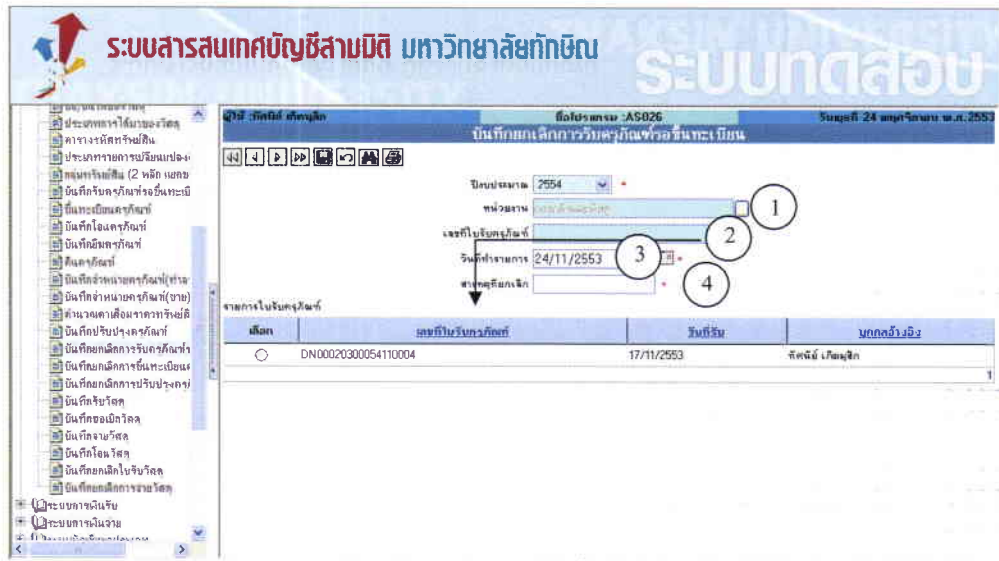 ระบบสารสนเทศบัญชีสามมิติ มหาวิทยาลัยทักษิณ
ระบบทดสอบ
ชื่อโปรแกรม :AS026
วันพุธที่ 24 พฤศจิกายน พ.ศ.2553
บันทึกยกเลิกการรับครุภัณฑ์รอขึ้นทะเบียน
ประเภทการได้มาของวัสดุ
ตารางรหัสทรัพย์สิน
ประเภทรายการเปลี่ยนแปลง
กลุ่มทรัพย์สิน (2 หลัก แยกข
บันทึกรับครุภัณฑ์รอขึ้นทะเบี
ขึ้นทะเบียนครุภัณฑ์
บันทึกโอนครุภัณฑ์
บันทึกยืมครุภัณฑ์
คืนครุภัณฑ์
บันทึกจำหน่ายครุภัณฑ์(ทำล
บันทึกจำหน่ายครุภัณฑ์(ขาย)
คำนวณค่าเสื่อมราคาทรัพย์สิ
บันทึกปรับปรุงครุภัณฑ์
บันทึกยกเลิกการรับครุภัณฑ์ร
บันทึกยกเลิกการขึ้นทะเบียน
บันทึกยกเลิกการปรับปรุงครุ
บันทึกรับวัสดุ
บันทึกขอเบิกวัสดุ
บันทึกจ่ายวัสดุ
บันทึกโอนวัสดุ
บันทึกยกเลิกใบรับวัสดุ
บันทึกยกเลิกการจ่ายวัสดุ
ระบบการเงินรับ
ระบบการเงินจ่าย
ปีงบประมาณ 2554 *
หน่วยงาน 1
เลขที่ใบรับครุภัณฑ์ 2
วันที่ทำรายการ 24/11/2553 3 *
สาเหตุที่ยกเลิก * 4
รายการใบรับครุภัณฑ์
เลือก เลขที่ใบรับครุภัณฑ์ วันที่รับ บุคคลอ้างอิง
DN00020300054110004 17/11/2553
1